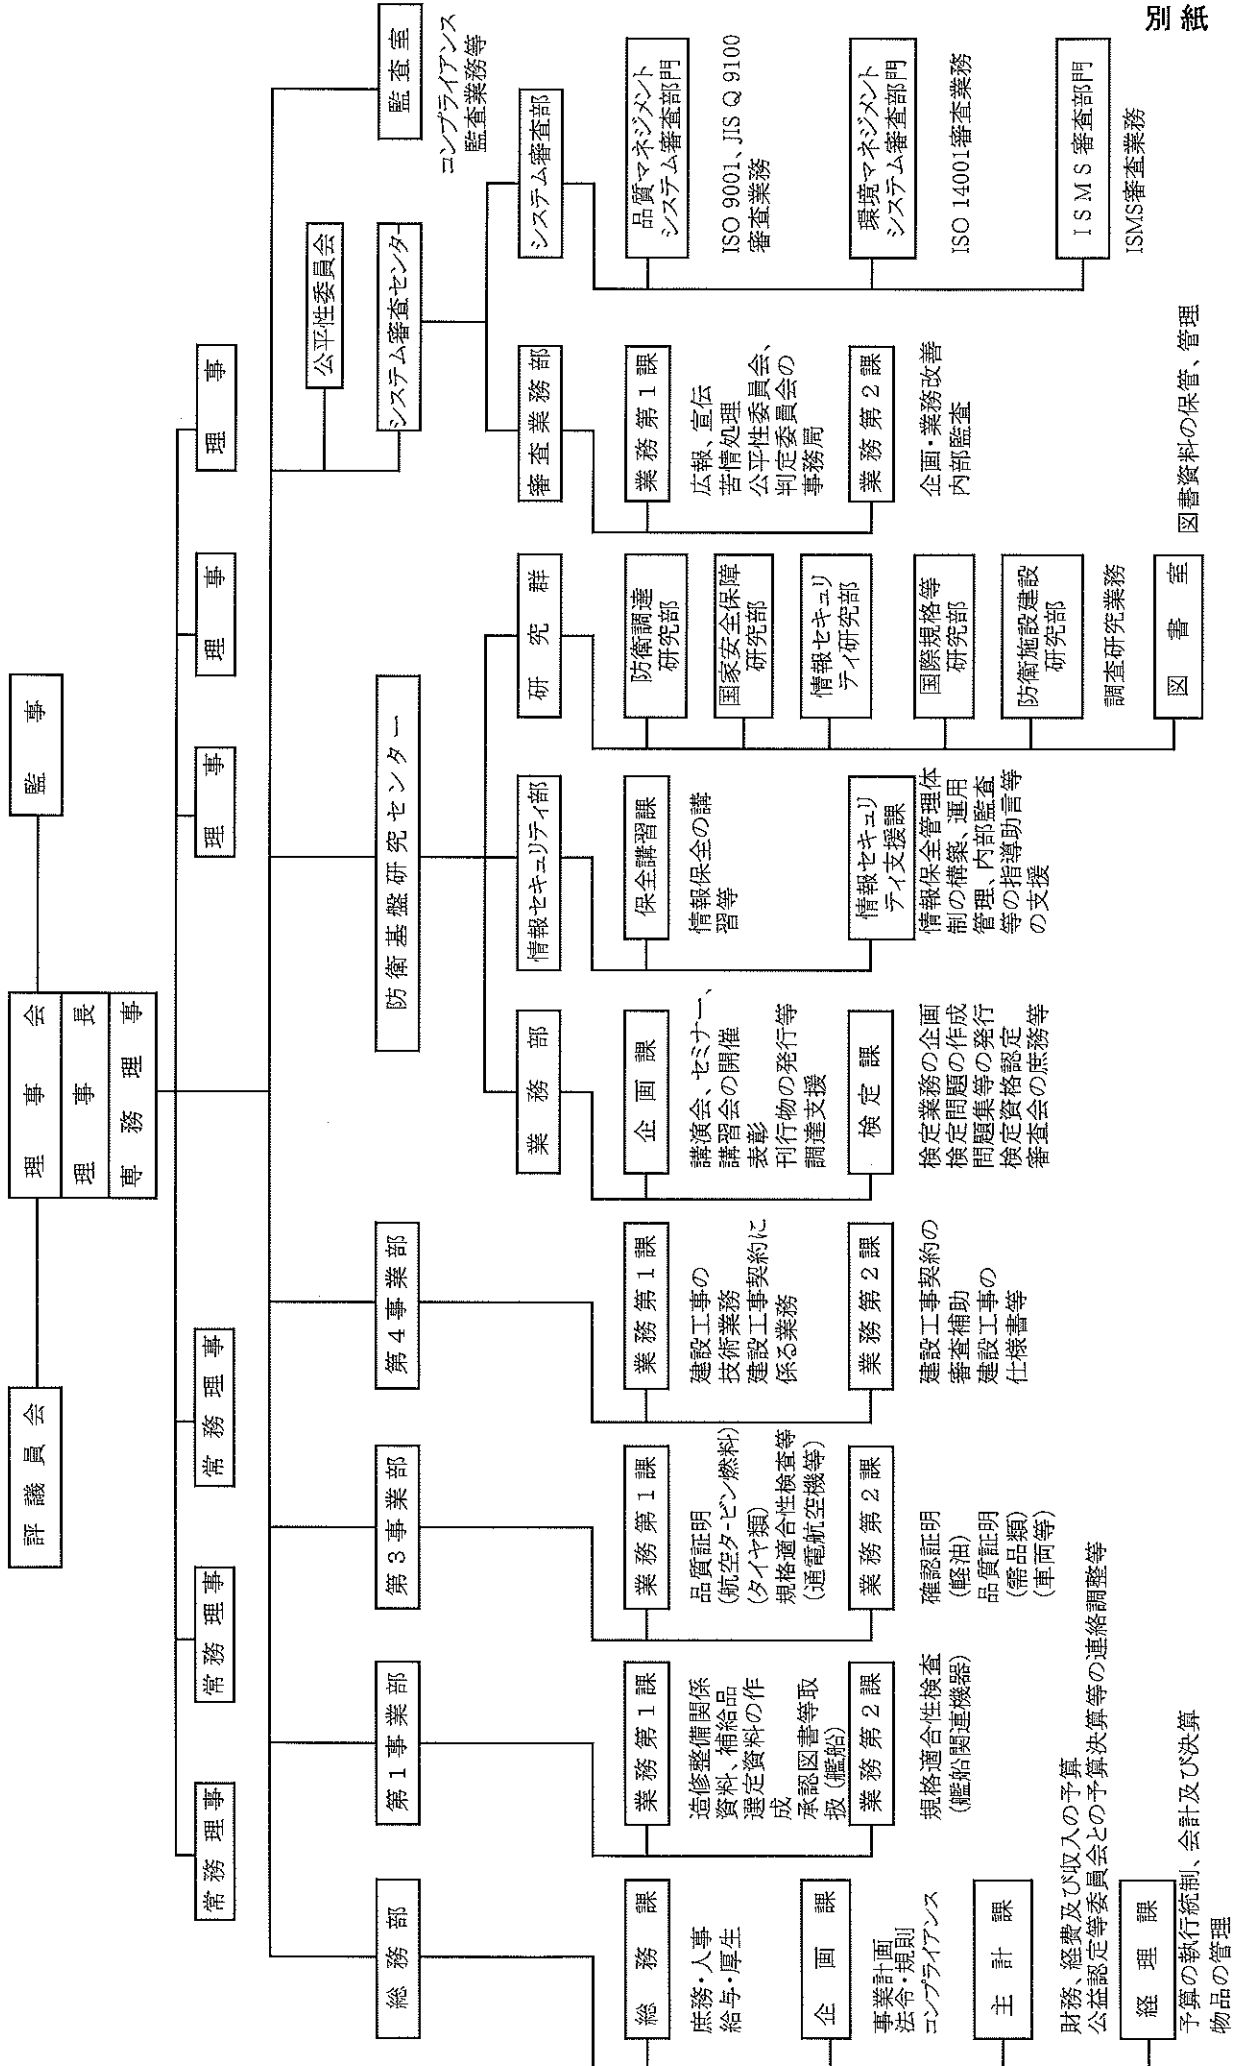 別紙
評議員会
理事会
理事長
専務理事
監事
常務理事
常務理事
常務理事
理事
理事
理事
総務部
総務課
庶務・人事
給与・厚生
企画課
事業計画
法令・規則
コンプライアンス
主計課
財務、経費及び収入の予算
公益認定等委員会との予算決算等の連絡調整等
経理課
予算の執行統制、会計及び決算
物品の管理
第1事業部
業務第1課
造修整備関係
資料、補給品
選定資料の作
成
承認図書等取
扱(艦船)
業務第2課
規格適合性検査
(艦船関連機器)
第3事業部
業務第1課
品質証明
(航空タービン燃料)
(タイヤ類)
規格適合性検査等
(通電航空機等)
業務第2課
確認証明
(軽油)
品質証明
(需品類)
(車両等)
第4事業部
業務第1課
建設工事の
技術業務
建設工事契約に
係る業務
業務第2課
建設工事契約の
審査補助
建設工事の
仕様書等
防衛基盤研究センター
業務部
企画課
講演会、セミナー、
講習会の開催
表彰
刊行物の発行等
調達支援
検定課
検定業務の企画
検定問題の作成
問題集等の発行
検定資格認定
審査会の庶務等
情報セキュリティ部
保全講習課
情報保全の講
習等
情報セキュリ
ティ支援課
情報保全管理体
制の構築、運用
管理、内部監査
等の指導助言等
の支援
研究群
防衛調達
研究部
国家安全保障
研究部
情報セキュリ
ティ研究部
国際規格等
研究部
防衛施設建設
研究部
調査研究業務
図書室
図書資料の保管、管理
公平性委員会
システム審査センター
審査業務部
業務第1課
広報、宣伝
苦情処理
公平性委員会、
判定委員会の
事務局
業務第2課
企画・業務改善
内部監査
システム審査部
品質マネジメント
システム審査部門
ISO 9001、JIS Q 9100
審査業務
環境マネジメント
システム審査部門
ISO 14001審査業務
ISMS審査部門
ISMS審査業務
監査室
コンプライアンス
監査業務等